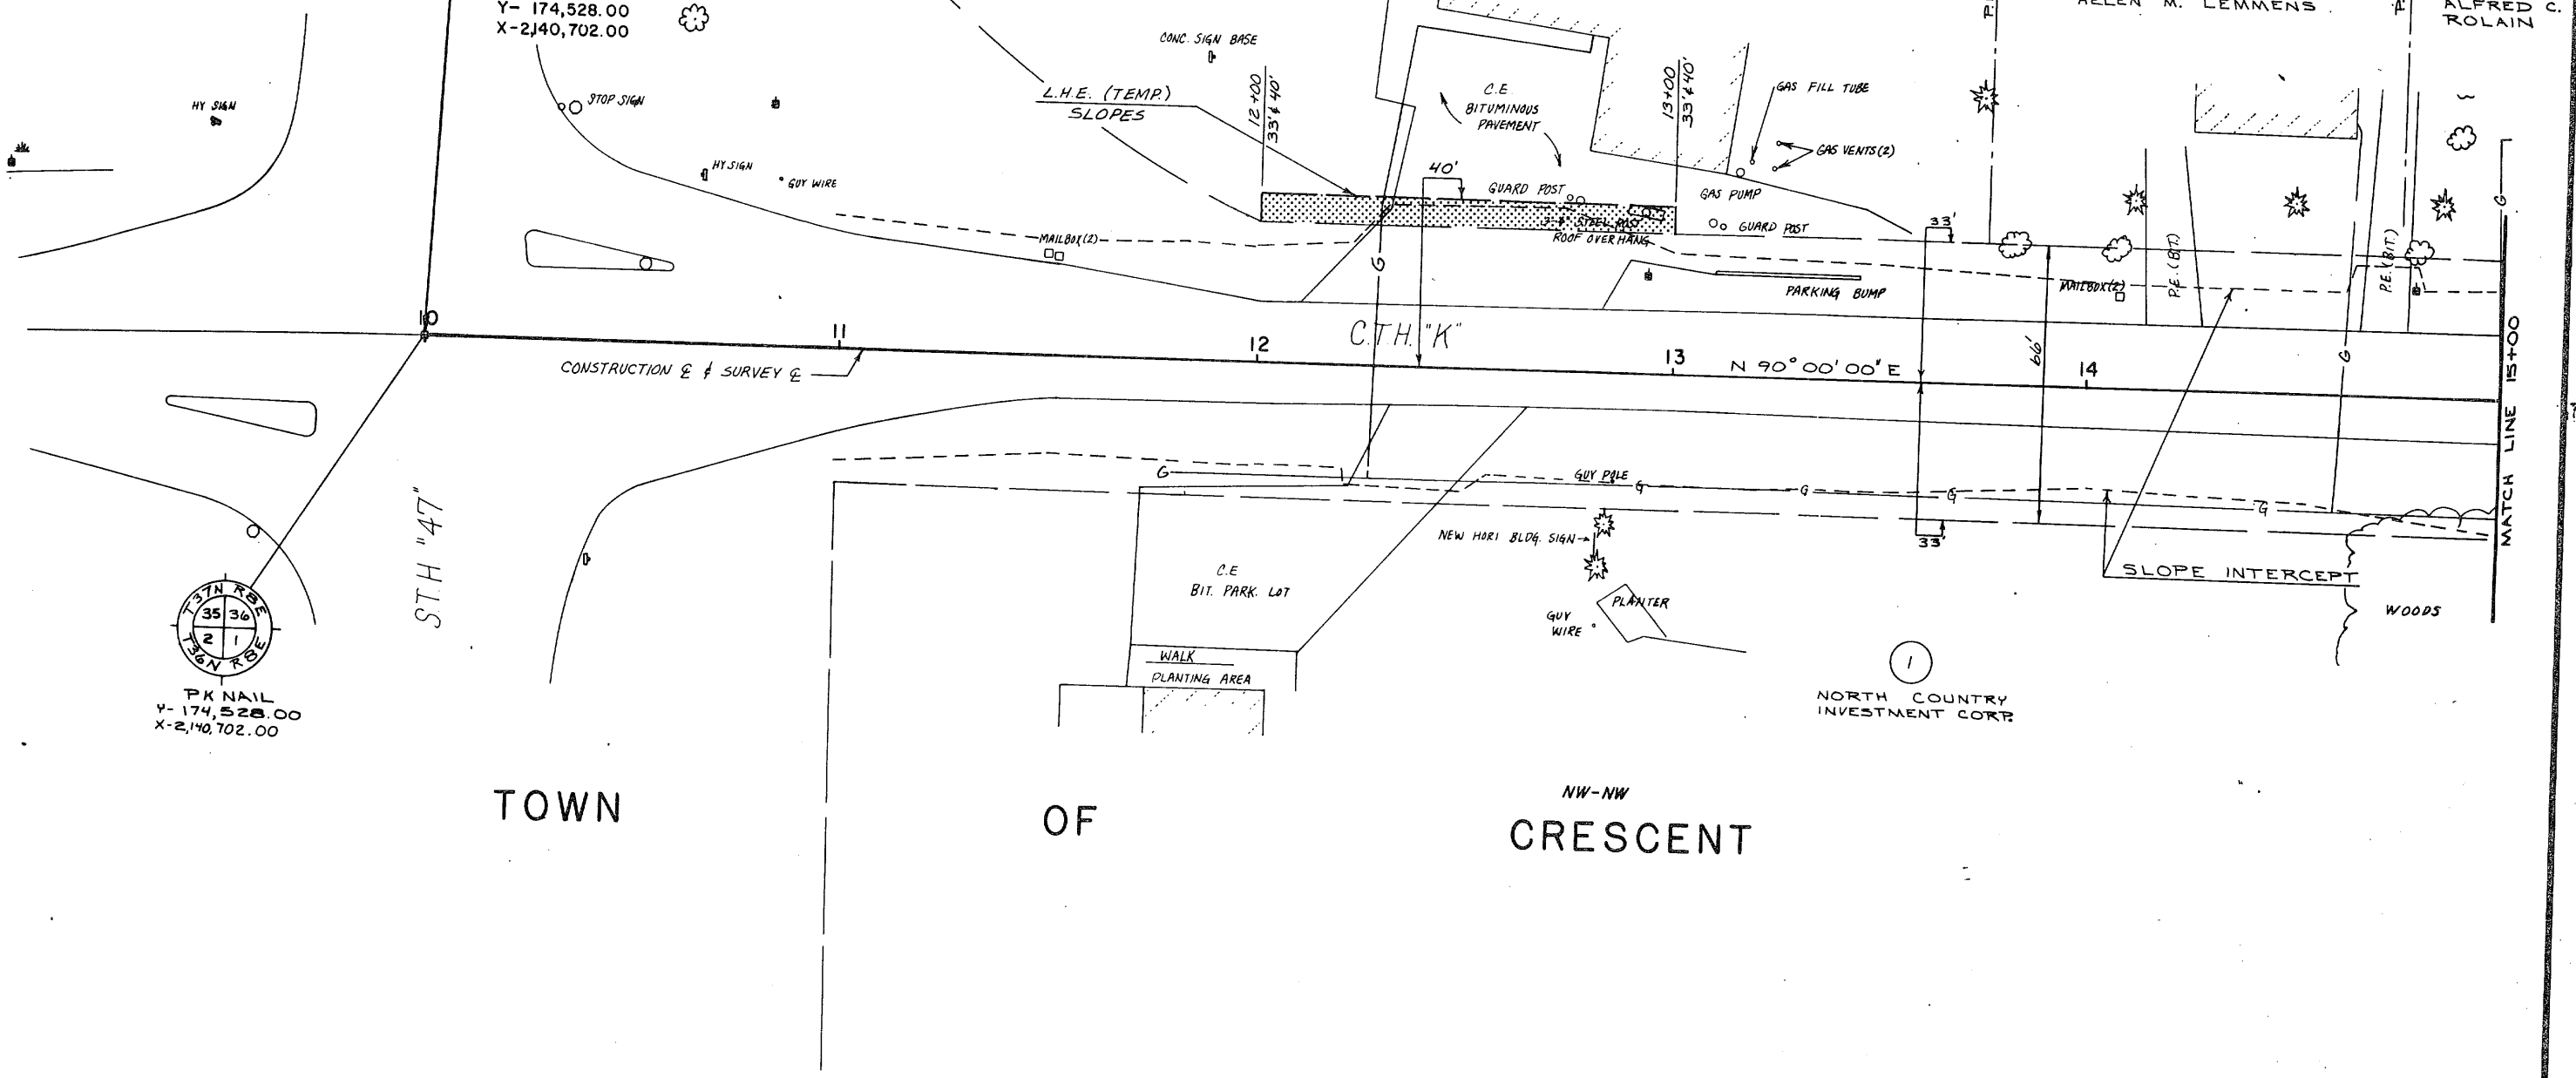 Y- 174,528.00
X-2,140,702.00
LEMMENS
ALFRED C.
ROLAIN
CONC. SIGN BASE
HY SIGN
STOP SIGN
L.H.E. (TEMP.)
SLOPES
12+00
33' & 40'
C.E.
BITUMINOUS
PAVEMENT
13+00
33' & 40'
GAS FILL TUBE
GAS VENTS(2)
HY SIGN
GUY WIRE
40'
GUARD POST
GAS PUMP
GUARD POST
33'
G
MAILBOX(2)
ROOF OVERHANG
G
PARKING BUMP
MAILBOX(2)
P.E. (BIT.)
P.E. (BIT.)
10
11
12
13
14
C.T.H. "K"
N 90° 00' 00" E
66'
G
CONSTRUCTION ℄ & SURVEY ℄
MATCH LINE 15+00
S.T.H "47"
G
GUY POLE
G
G
G
G
NEW HORI BLDG. SIGN
33'
SLOPE INTERCEPT
C.E
BIT. PARK. LOT
PLANTER
GUY
WIRE
WOODS
T37N R8E
35 36
2 1
T36N R8E
WALK
PLANTING AREA
1
NORTH COUNTRY
INVESTMENT CORP.
PK NAIL
Y- 174,528.00
X-2,140,702.00
NW-NW
TOWN OF CRESCENT